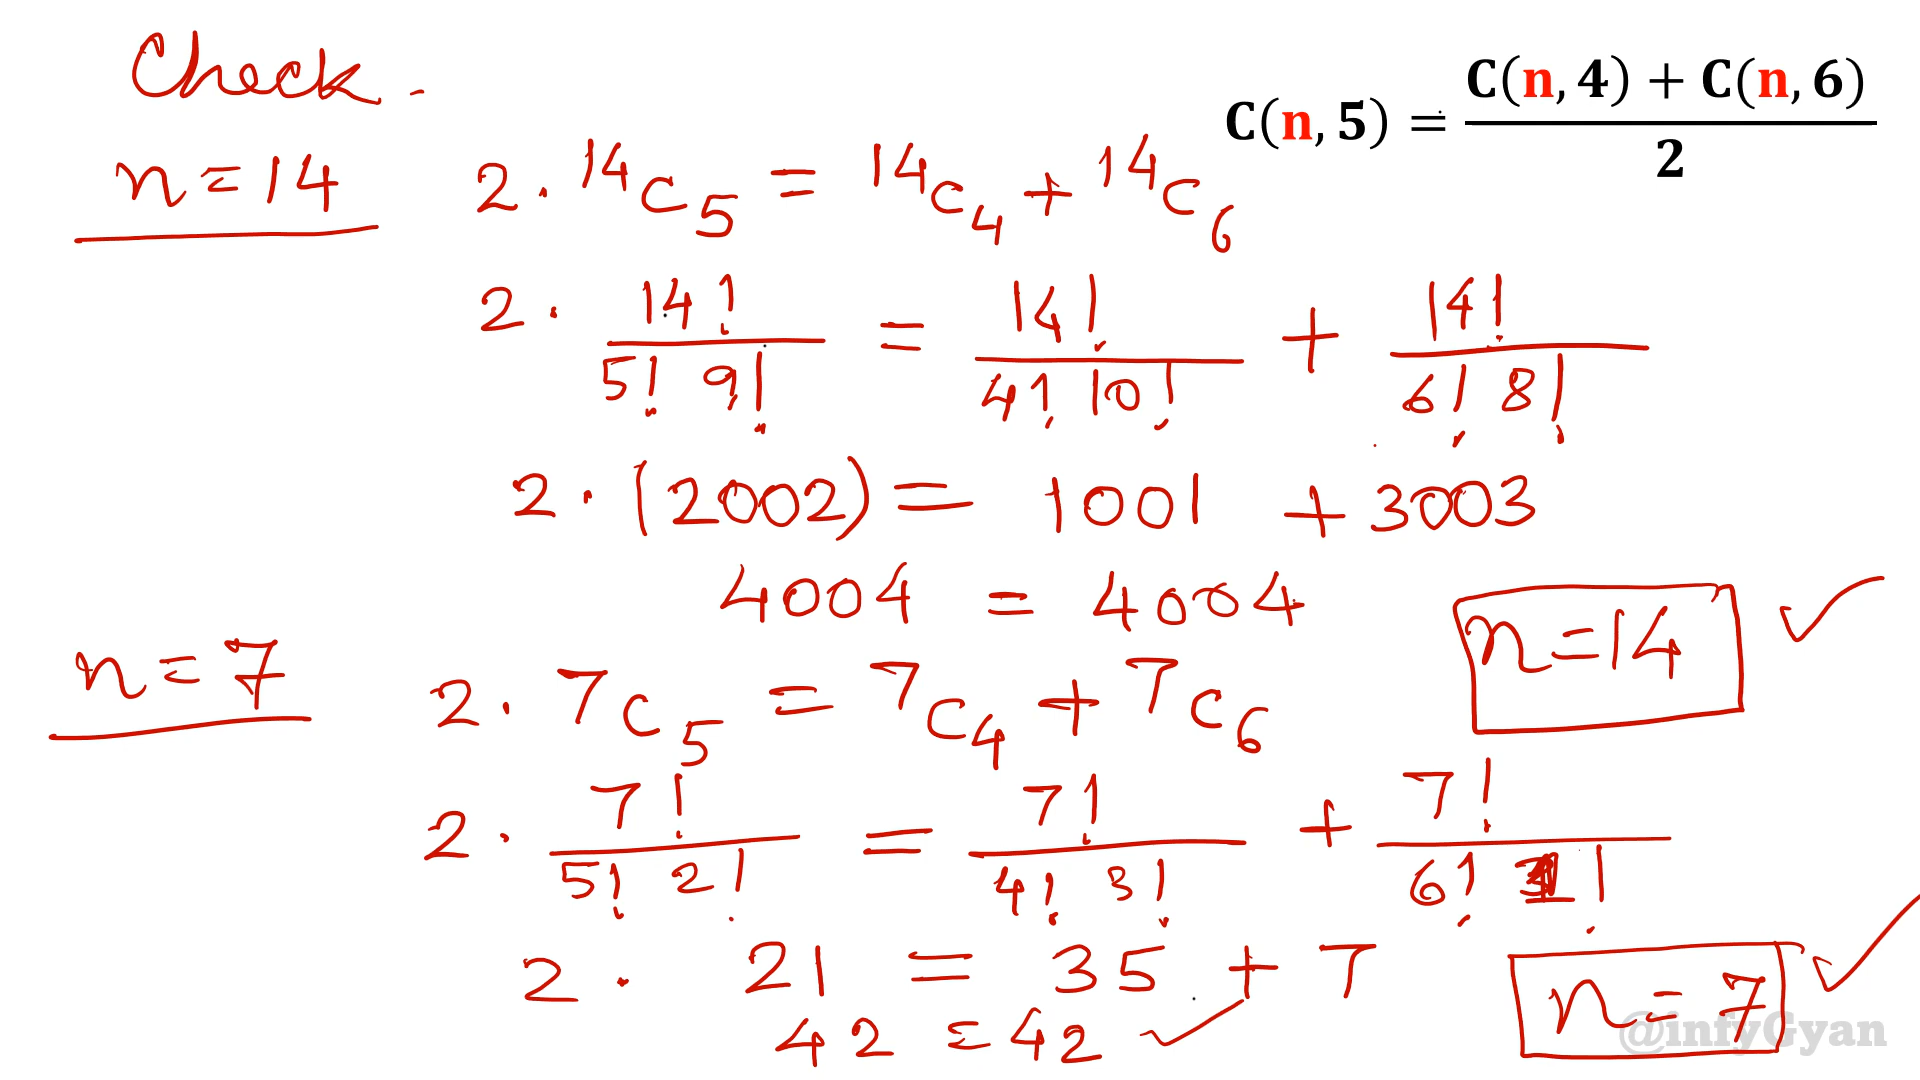 Check.
C(n,5) = (C(n,4) + C(n,6))/2
n = 14
2 · ¹⁴C₅ = ¹⁴C₄ + ¹⁴C₆
2 · 14!/(5! 9!) = 14!/(4! 10!) + 14!/(6! 8!)
2 · (2002) = 1001 + 3003
4004 = 4004
n=14
n = 7
2 · ⁷C₅ = ⁷C₄ + ⁷C₆
2 · 7!/(5! 2!) = 7!/(4! 3!) + 7!/(6! 1!)
2 · 21 = 35 + 7
42 = 42
n = 7
@infyGyan